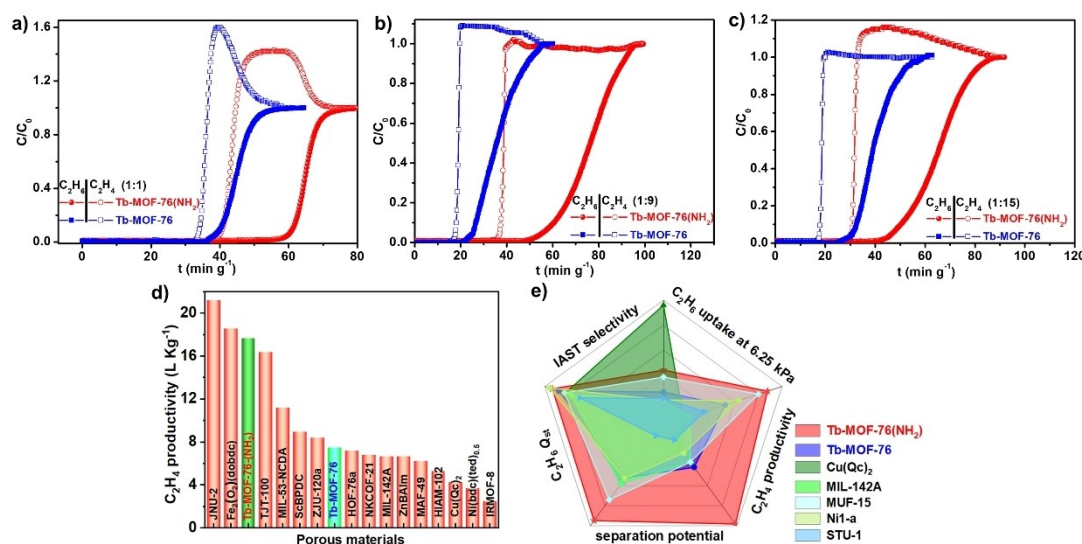 a)
1.6
1.2
0.8
0.4
0.0
C/C₀
C₂H₆ C₂H₄ (1:1)
Tb-MOF-76(NH₂)
Tb-MOF-76
0 10 20 30 40 50 60 70 80
t (min g⁻¹)
b)
1.0
0.8
0.6
0.4
0.2
0.0
C/C₀
C₂H₆ C₂H₄ (1:9)
Tb-MOF-76(NH₂)
Tb-MOF-76
0 20 40 60 80 100 120
t (min g⁻¹)
c)
1.2
1.0
0.8
0.6
0.4
0.2
0.0
C/C₀
C₂H₆ C₂H₄ (1:15)
Tb-MOF-76(NH₂)
Tb-MOF-76
0 20 40 60 80 100 120
t (min g⁻¹)
d)
20
16
12
8
4
0
C₂H₄ productivity (L Kg⁻¹)
JNU-2
Fe₂(O₂)(dobdc)
Tb-MOF-76-(NH₂)
TJT-100
MIL-53-NCDA
ScBPDC
ZJU-120a
Tb-MOF-76
HOF-76a
NKCOF-21
MIL-142A
ZnBAIm
MAF-49
HIAM-102
Cu(Qc)₂
Ni(bdc)(ted)₀.₅
IRMOF-8
Porous materials
e)
C₂H₆ uptake at 6.25 kPa
IAST selectivity
C₂H₆ Qst
separation potential
C₂H₄ productivity
Tb-MOF-76(NH₂)
Tb-MOF-76
Cu(Qc)₂
MIL-142A
MUF-15
Ni1-a
STU-1